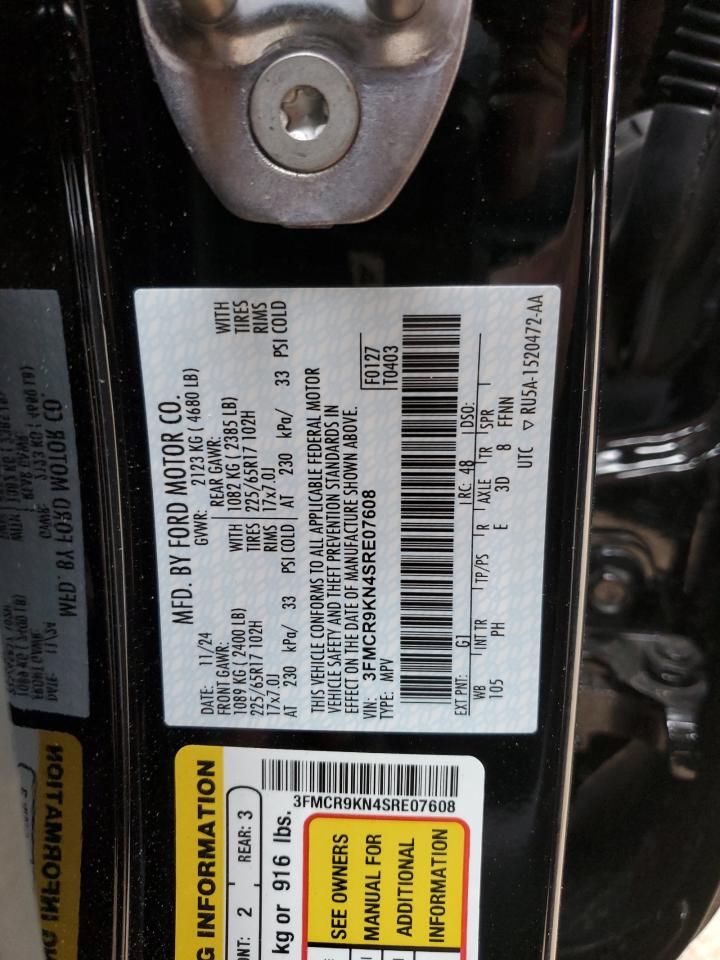 MFD. BY FORD MOTOR CO.
DATE: 11/24 GVWR: 2123 KG ( 4680 LB)
FRONT GAWR: REAR GAWR:
1089 KG ( 2400 LB) WITH 1082 KG ( 2385 LB) WITH
225/65R17 102H TIRES 225/65R17 102H TIRES
17x7.0J RIMS 17x7.0J RIMS
AT 230 kPa/ 33 PSI COLD AT 230 kPa/ 33 PSI COLD
THIS VEHICLE CONFORMS TO ALL APPLICABLE FEDERAL MOTOR
VEHICLE SAFETY AND THEFT PREVENTION STANDARDS IN
EFFECT ON THE DATE OF MANUFACTURE SHOWN ABOVE.
VIN: 3FMCR9KN4SRE07608 F0127
TYPE: MPV T0403
EXT PNT: G1 RC: 48 DSO:
WB INT TR TP/PS R AXLE TR SPR
105 PH E 3D 8 FFNN
UTC ▽ RU5A-1520472-AA
G INFORMATION
ONT: 2 REAR: 3
kg or 916 lbs.
3FMCR9KN4SRE07608
SEE OWNERS
MANUAL FOR
ADDITIONAL
INFORMATION